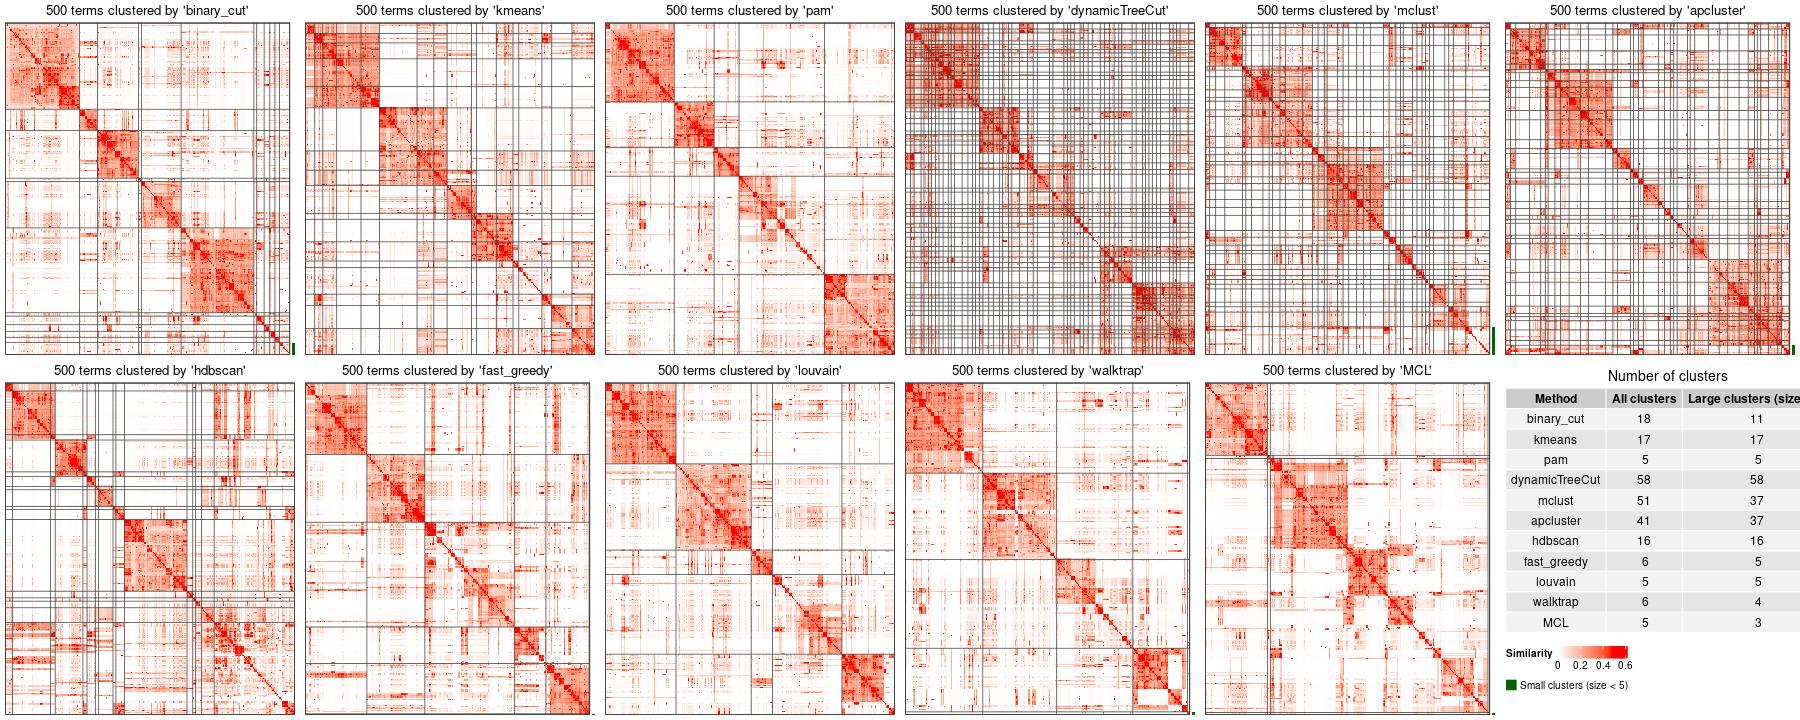 500 terms clustered by 'binary_cut'
500 terms clustered by 'kmeans'
500 terms clustered by 'pam'
500 terms clustered by 'dynamicTreeCut'
500 terms clustered by 'mclust'
500 terms clustered by 'apcluster'
500 terms clustered by 'hdbscan'
500 terms clustered by 'fast_greedy'
500 terms clustered by 'louvain'
500 terms clustered by 'walktrap'
500 terms clustered by 'MCL'
Number of clusters
Method All clusters Large clusters (size
binary_cut 18 11
kmeans 17 17
pam 5 5
dynamicTreeCut 58 58
mclust 51 37
apcluster 41 37
hdbscan 16 16
fast_greedy 6 5
louvain 5 5
walktrap 6 4
MCL 5 3
Similarity
0 0.2 0.4 0.6
Small clusters (size < 5)